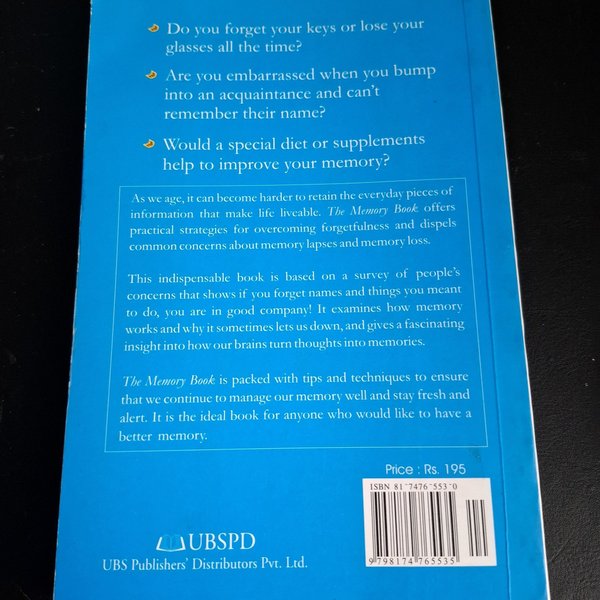 Do you forget your keys or lose your
glasses all the time?
Are you embarrassed when you bump
into an acquaintance and can't
remember their name?
Would a special diet or supplements
help to improve your memory?
As we age, it can become harder to retain the everyday pieces of
information that make life liveable. The Memory Book offers
practical strategies for overcoming forgetfulness and dispels
common concerns about memory lapses and memory loss.
This indispensable book is based on a survey of people's
concerns that shows if you forget names and things you meant
to do, you are in good company! It examines how memory
works and why it sometimes lets us down, and gives a fascinating
insight into how our brains turn thoughts into memories.
The Memory Book is packed with tips and techniques to ensure
that we continue to manage our memory well and stay fresh and
alert. It is the ideal book for anyone who would like to have a
better memory.
Price : Rs. 195
ISBN 81-7476-553-0
9 798174 765535
UBSPD
UBS Publishers' Distributors Pvt. Ltd.